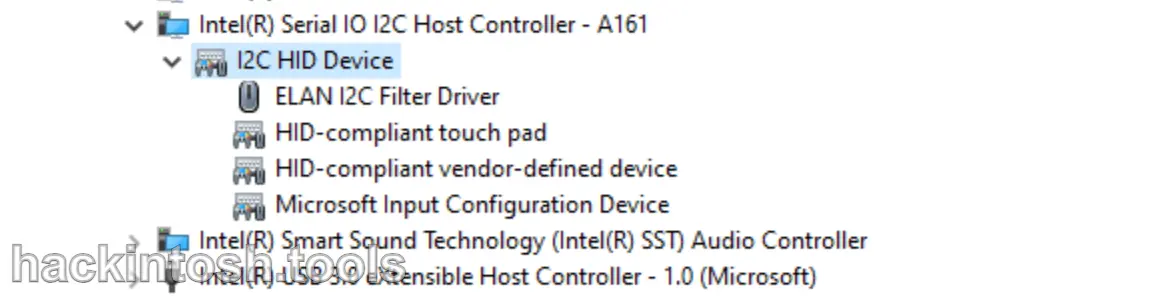 Intel(R) Serial IO I2C Host Controller - A161
I2C HID Device
ELAN I2C Filter Driver
HID-compliant touch pad
HID-compliant vendor-defined device
Microsoft Input Configuration Device
Intel(R) Smart Sound Technology (Intel(R) SST) Audio Controller
hackintosh.tools
Intel(R) USB 3.0 eXtensible Host Controller - 1.0 (Microsoft)